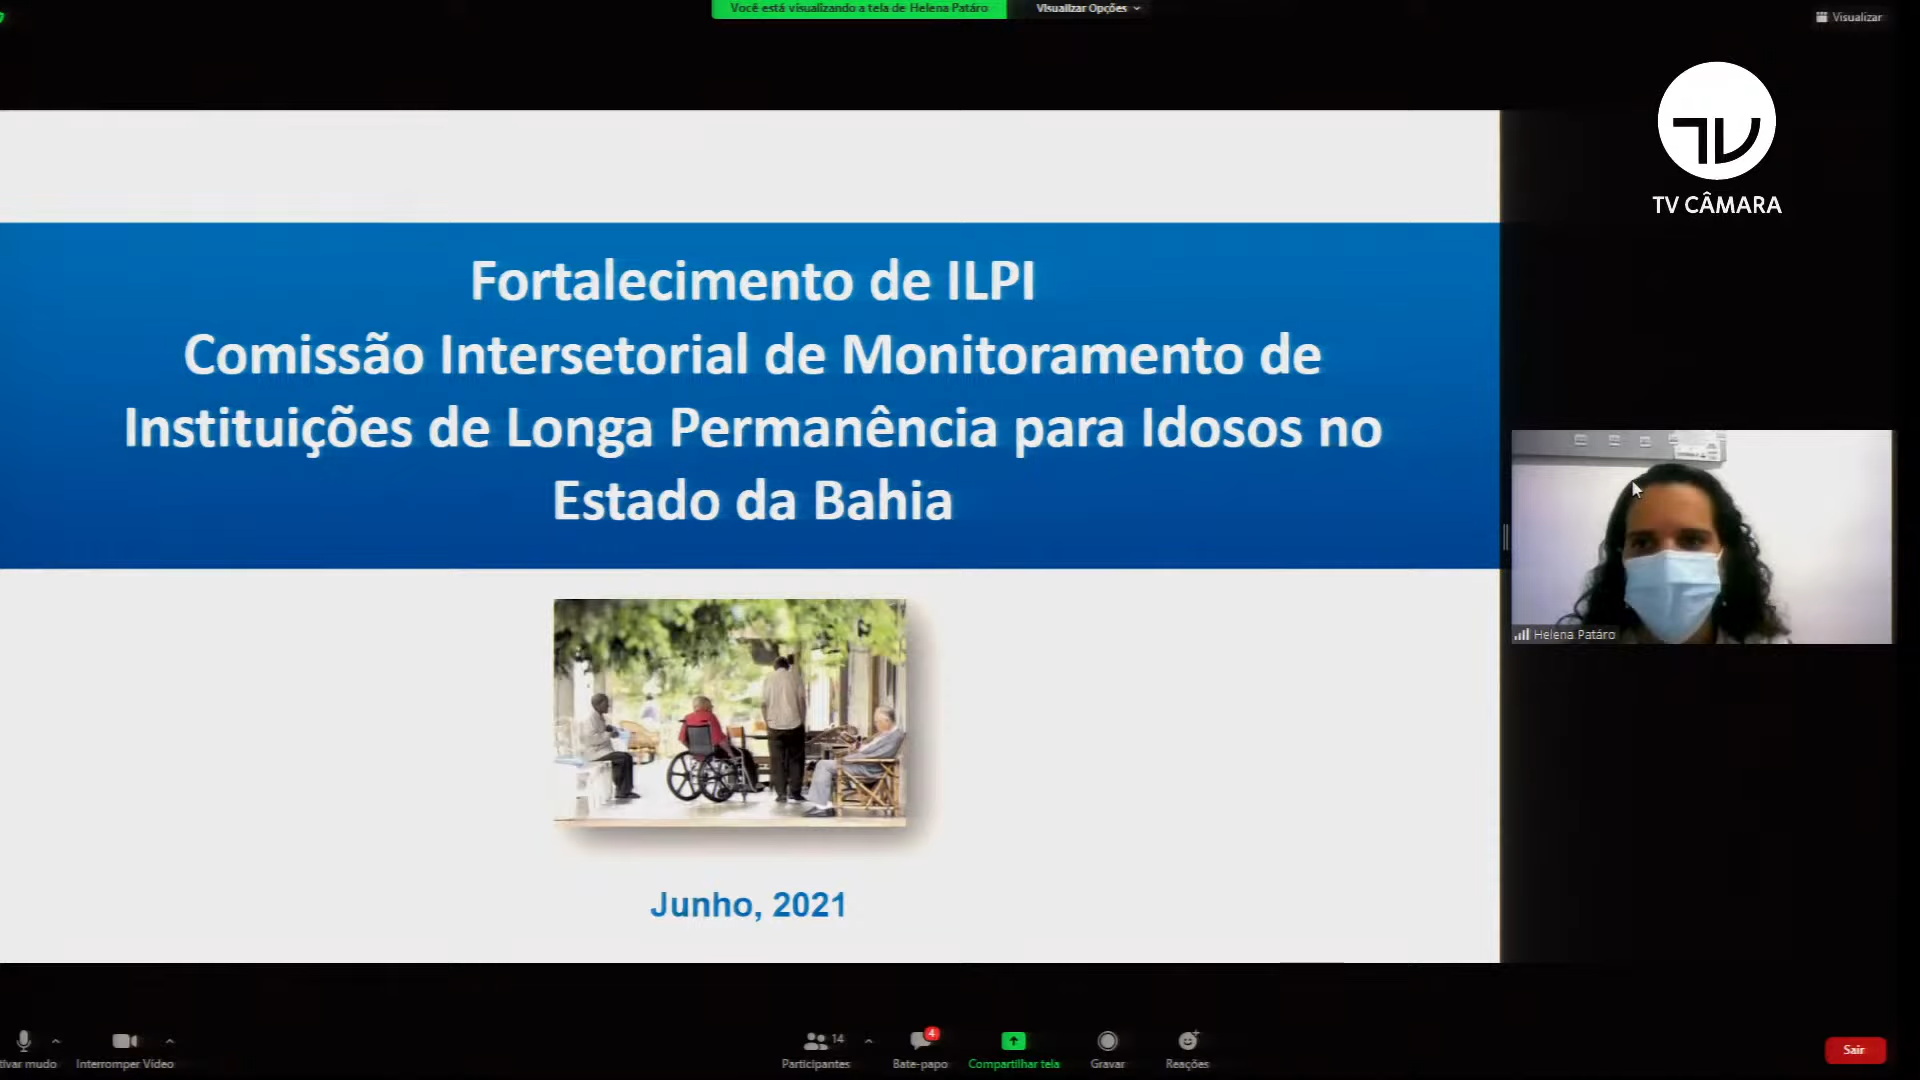 Você está visualizando a tela de Helena Patáro
Visualizar Opções
Visualizar
TV CÂMARA
Fortalecimento de ILPI
Comissão Intersetorial de Monitoramento de
Instituições de Longa Permanência para Idosos no
Estado da Bahia
Helena Patáro
Junho, 2021
tivar mudo
Interromper Vídeo
14
Participantes
4
Bate-papo
Compartilhar tela
Gravar
Reações
Sair